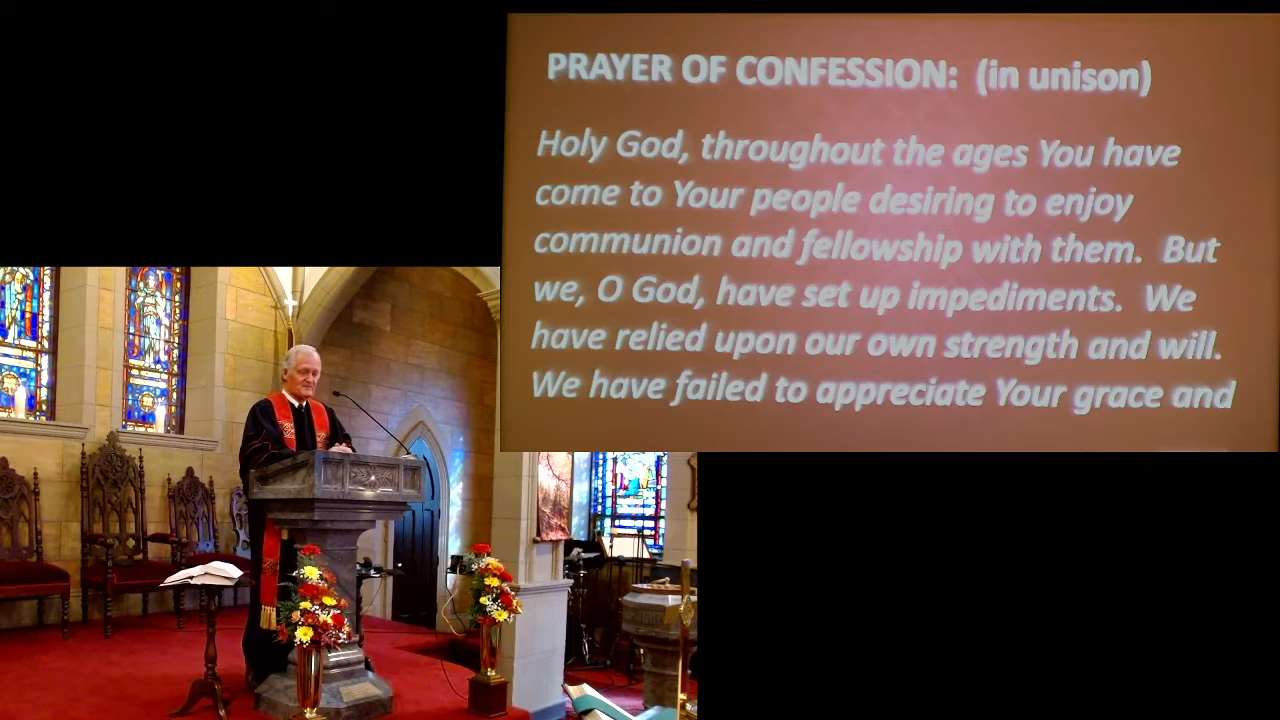 PRAYER OF CONFESSION: (in unison)
Holy God, throughout the ages You have
come to Your people desiring to enjoy
communion and fellowship with them. But
we, O God, have set up impediments. We
have relied upon our own strength and will.
We have failed to appreciate Your grace and